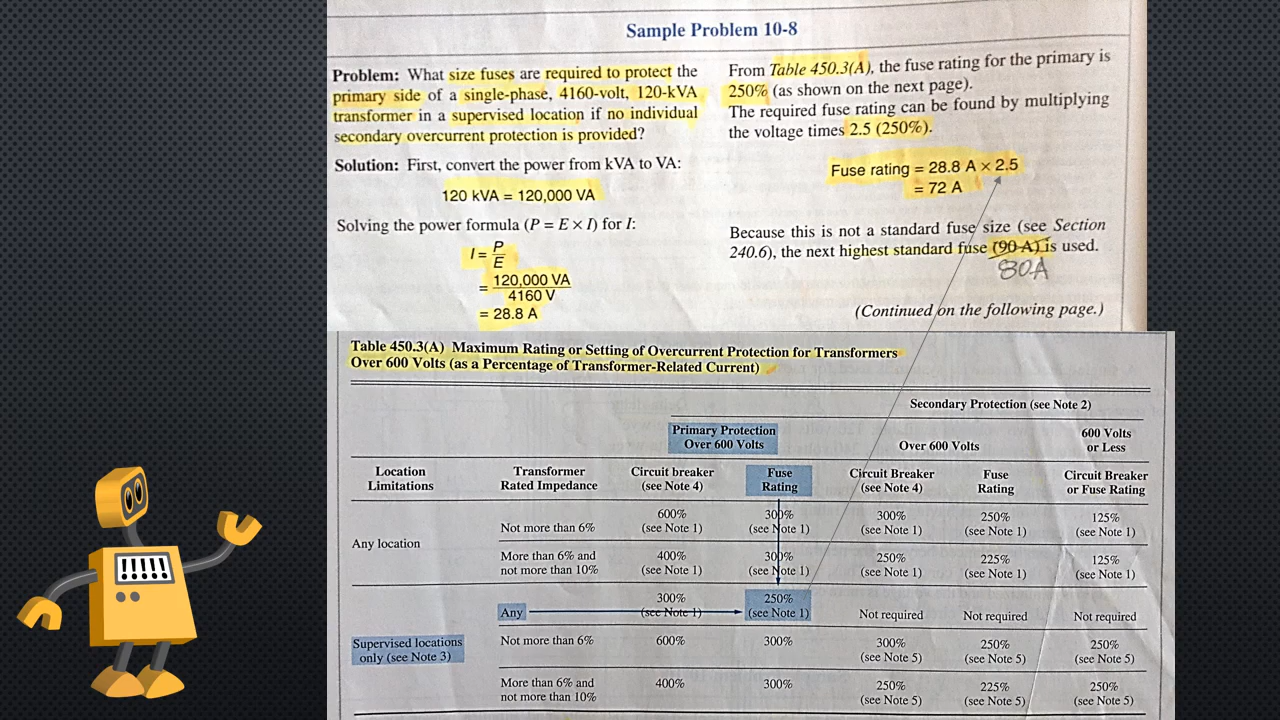 Sample Problem 10-8
Problem: What size fuses are required to protect the
primary side of a single-phase, 4160-volt, 120-kVA
transformer in a supervised location if no individual
secondary overcurrent protection is provided?
Solution: First, convert the power from kVA to VA:
120 kVA = 120,000 VA
Solving the power formula (P = E × I) for I:
I = P
E
= 120,000 VA
4160 V
= 28.8 A
From Table 450.3(A), the fuse rating for the primary is
250% (as shown on the next page).
The required fuse rating can be found by multiplying
the voltage times 2.5 (250%).
Fuse rating = 28.8 A × 2.5
= 72 A
Because this is not a standard fuse size (see Section
240.6), the next highest standard fuse (90 A) is used.
80A
(Continued on the following page.)
Table 450.3(A) Maximum Rating or Setting of Overcurrent Protection for Transformers
Over 600 Volts (as a Percentage of Transformer-Related Current)
Secondary Protection (see Note 2)
Primary Protection
Over 600 Volts
Over 600 Volts
600 Volts
or Less
Location
Limitations
Transformer
Rated Impedance
Circuit breaker
(see Note 4)
Fuse
Rating
Circuit Breaker
(see Note 4)
Fuse
Rating
Circuit Breaker
or Fuse Rating
Any location
Not more than 6%
600%
(see Note 1)
300%
(see Note 1)
300%
(see Note 1)
250%
(see Note 1)
125%
(see Note 1)
More than 6% and
not more than 10%
400%
(see Note 1)
300%
(see Note 1)
250%
(see Note 1)
225%
(see Note 1)
125%
(see Note 1)
Supervised locations
only (see Note 3)
Any
300%
(see Note 1)
250%
(see Note 1)
Not required
Not required
Not required
Not more than 6%
600%
300%
300%
(see Note 5)
250%
(see Note 5)
250%
(see Note 5)
More than 6% and
not more than 10%
400%
300%
250%
(see Note 5)
225%
(see Note 5)
250%
(see Note 5)